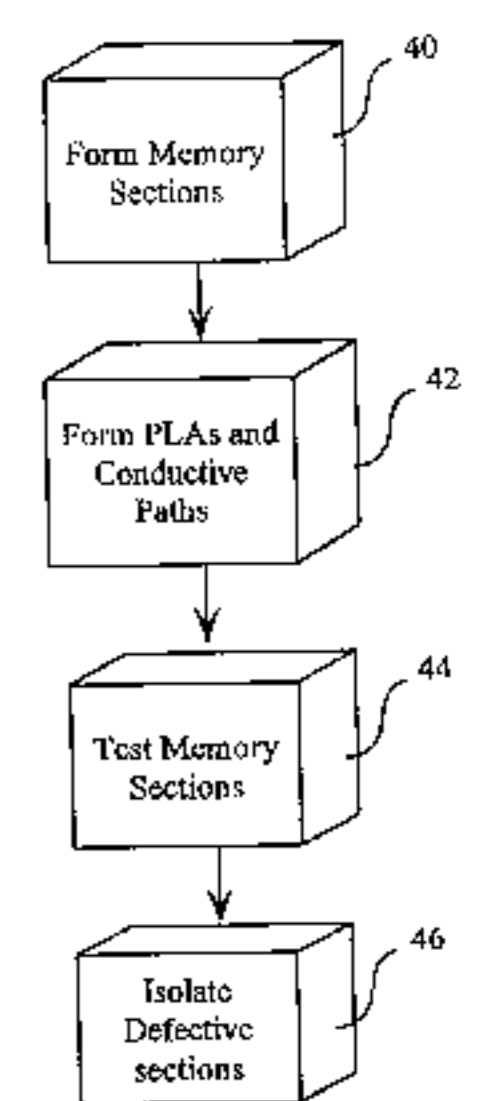 40
Form Memory
Sections
42
Form PLAs and
Conductive
Paths
44
Test Memory
Sections
46
Isolate
Defective
sections